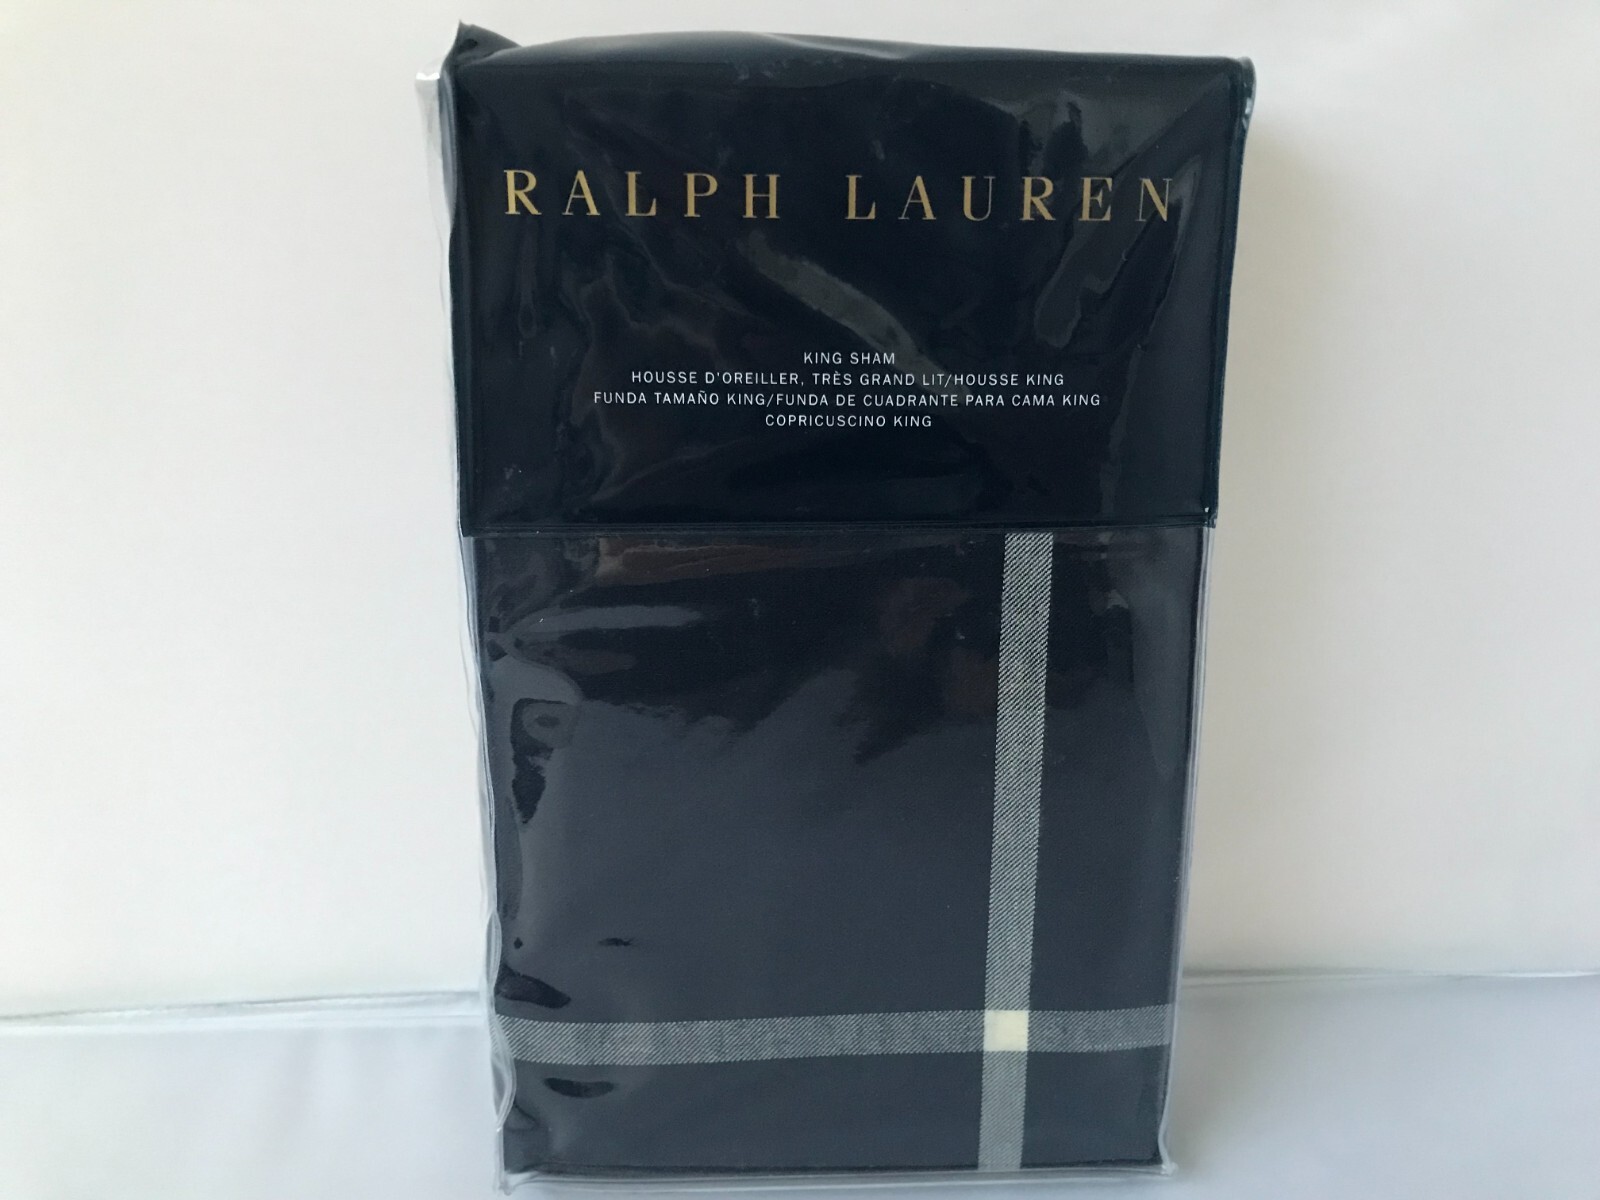 RALPH LAUREN
KING SHAM
HOUSSE D'OREILLER, TRÈS GRAND LIT/HOUSSE KING
FUNDA TAMAÑO KING/FUNDA DE CUADRANTE PARA CAMA KING
COPRICUSCINO KING